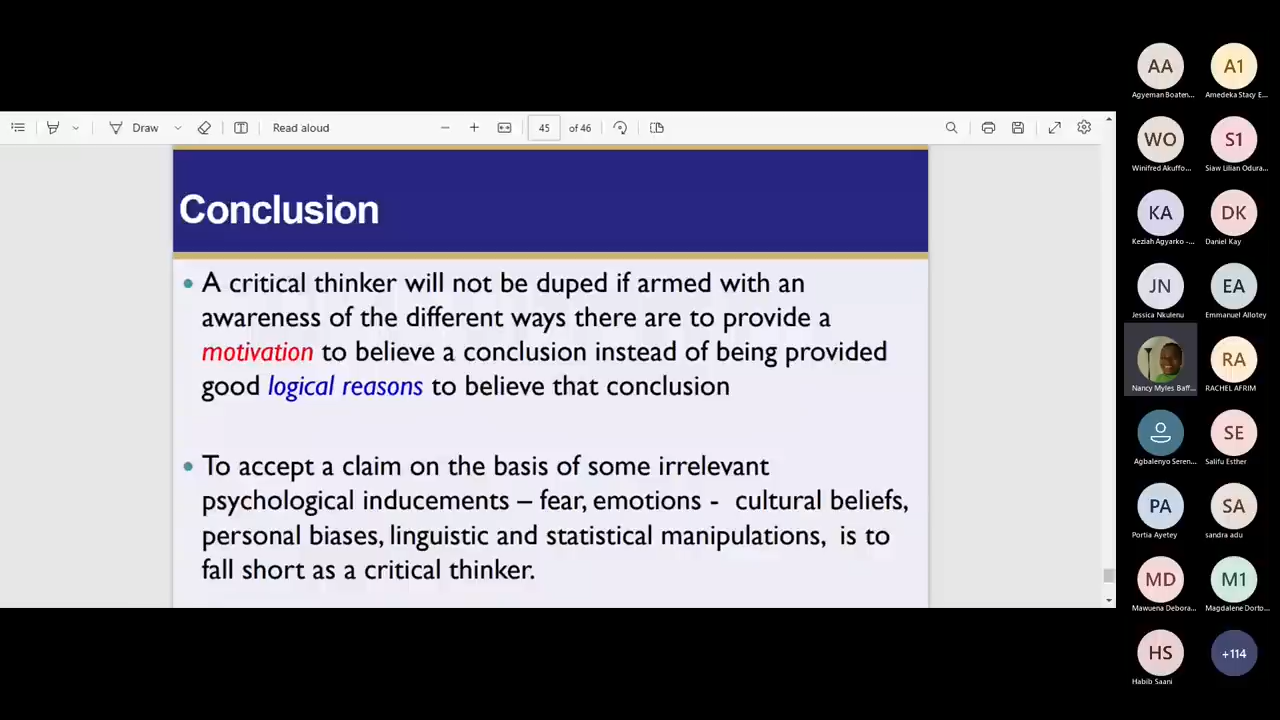 Draw
Read aloud
45 of 46
Conclusion
A critical thinker will not be duped if armed with an
awareness of the different ways there are to provide a
motivation to believe a conclusion instead of being provided
good logical reasons to believe that conclusion
To accept a claim on the basis of some irrelevant
psychological inducements – fear, emotions - cultural beliefs,
personal biases, linguistic and statistical manipulations, is to
fall short as a critical thinker.
AA
A1
Agyeman Boaten...
Amedeka Stacy E...
WO
S1
Winifred Akuffo...
Siaw Lilian Odura...
KA
DK
Keziah Agyarko -...
Daniel Kay
JN
EA
Jessica Nkulenu
Emmanuel Allotey
RA
Nancy Myles Baff...
RACHEL AFRIM
SE
Agbalenyo Seren...
Salifu Esther
PA
SA
Portia Ayetey
sandra adu
MD
M1
Mawuena Debora...
Magdalene Dorto...
HS
+114
Habib Saani